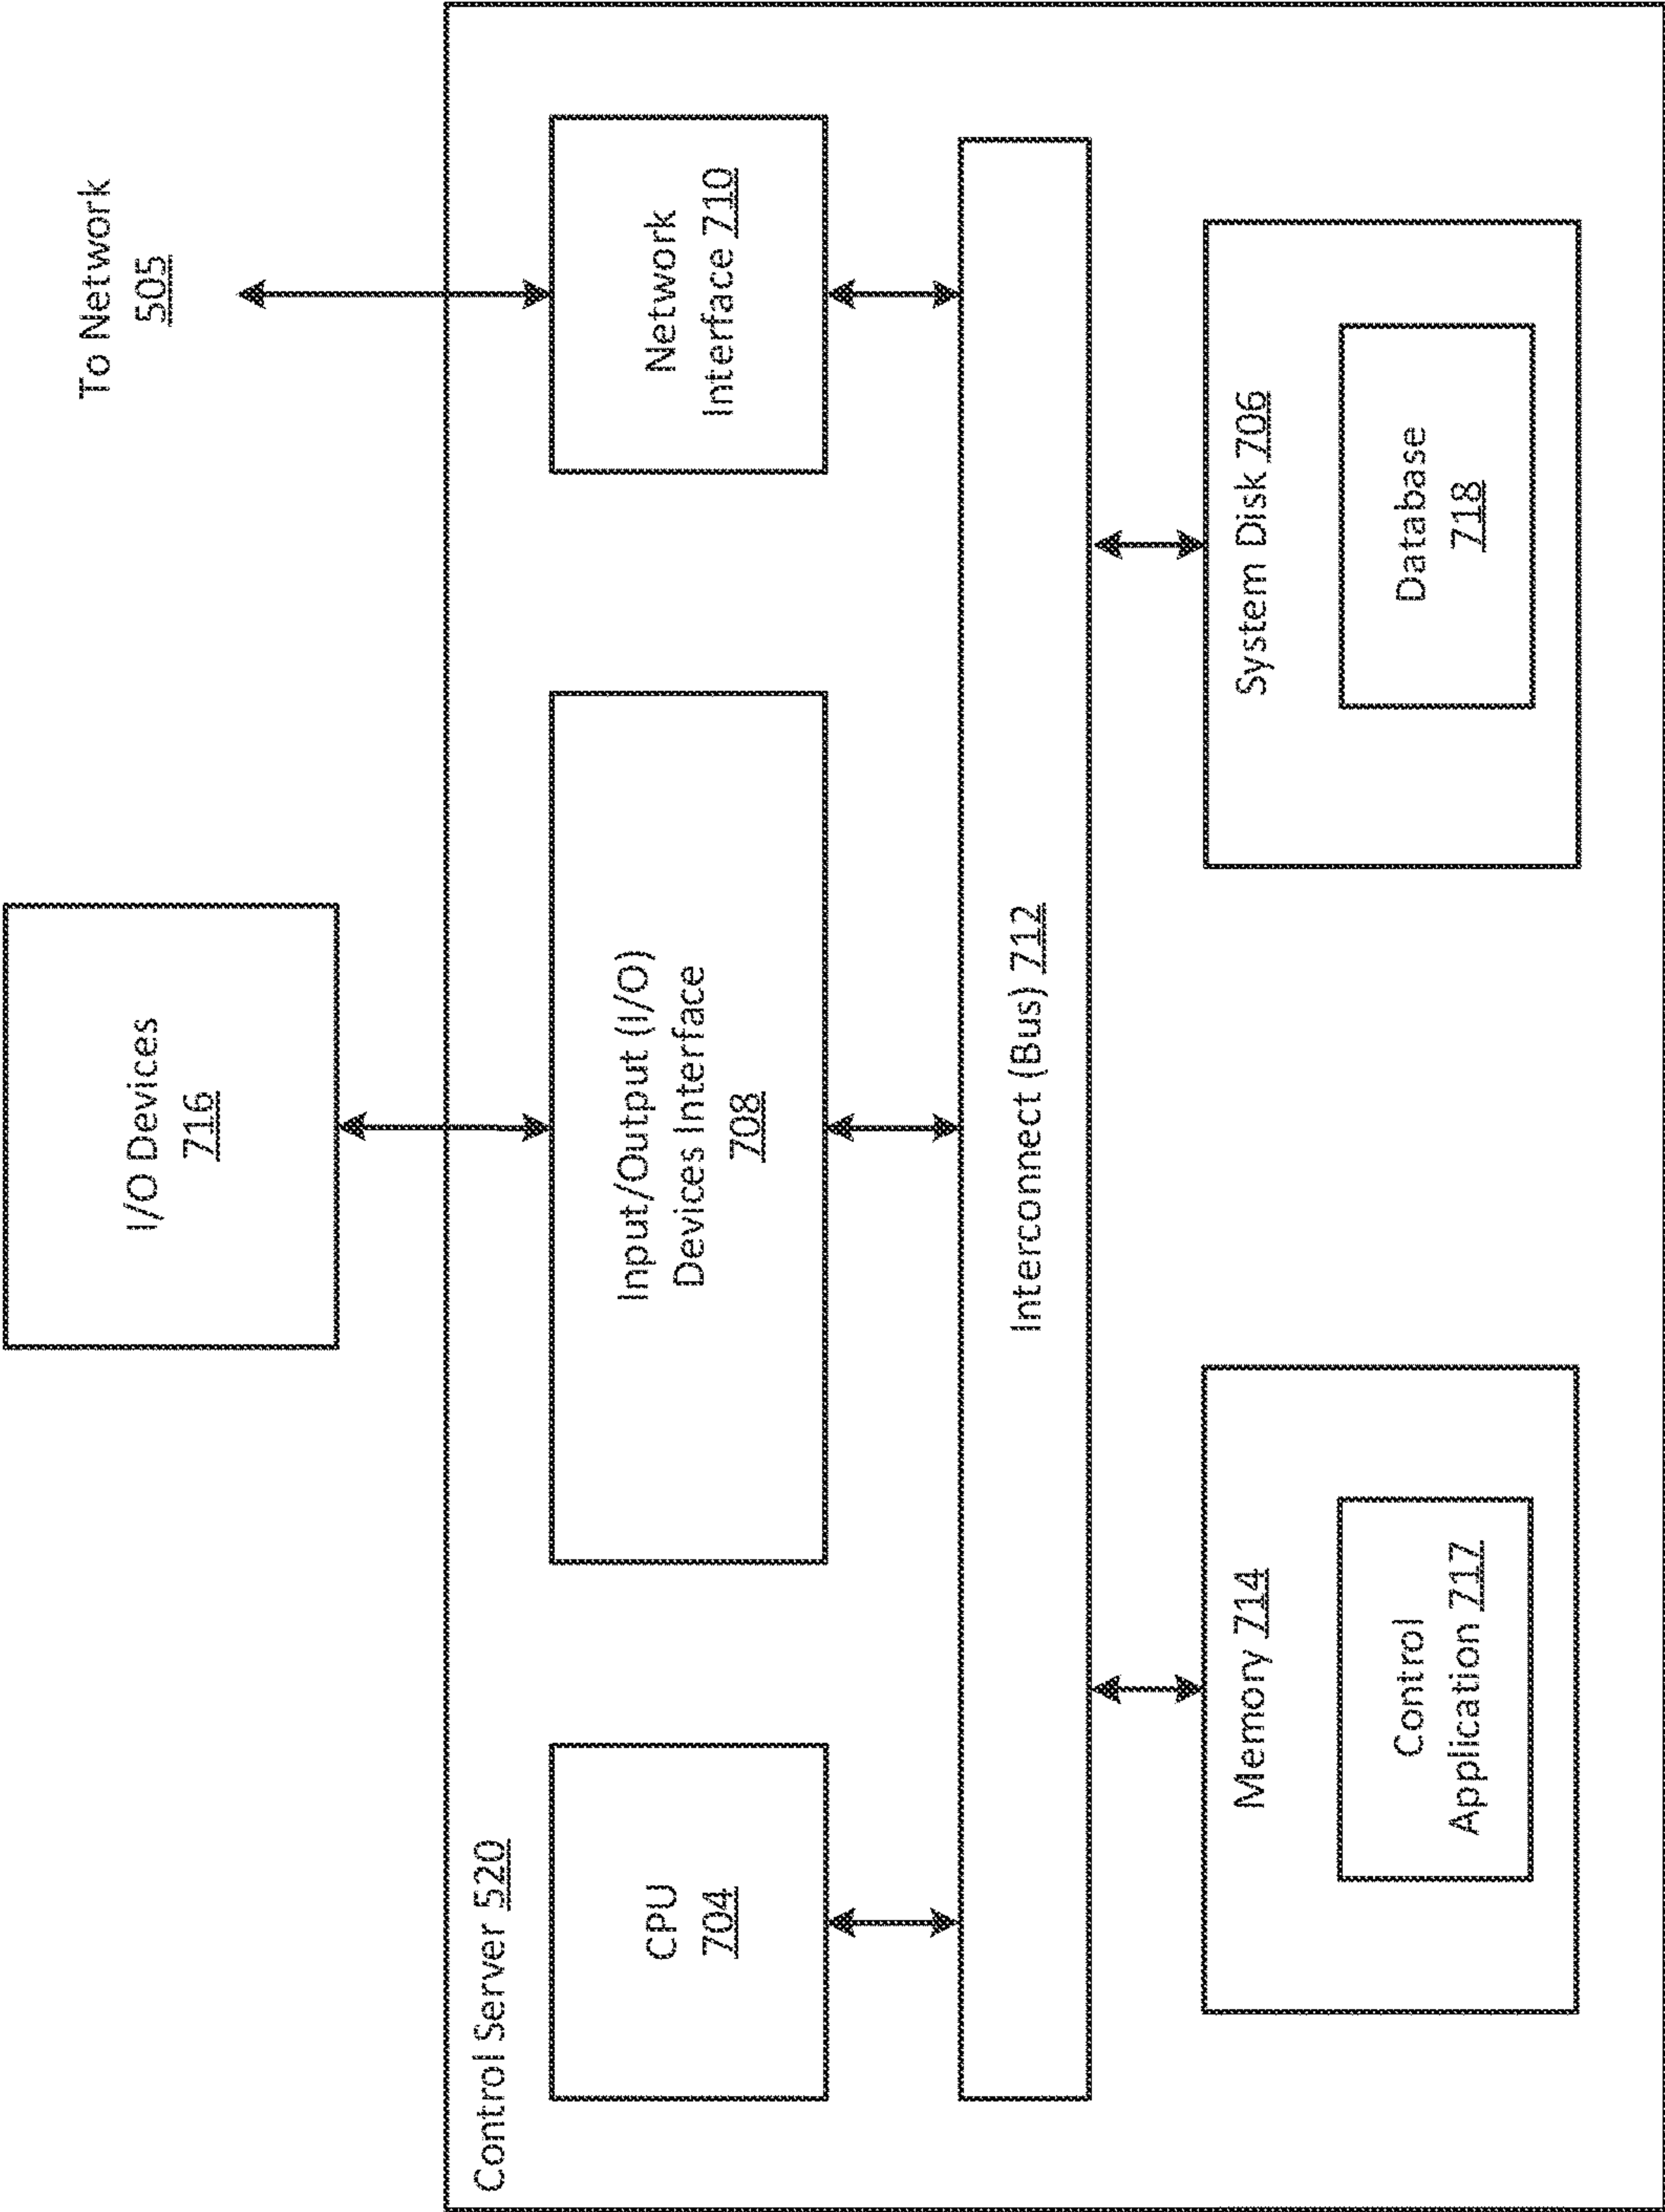 I/O Devices
716
To Network
505
Control Server 520
CPU
704
Input/Output (I/O)
Devices Interface
708
Network
Interface 710
Interconnect (Bus) 712
Memory 714
Control
Application 717
System Disk 706
Database
718